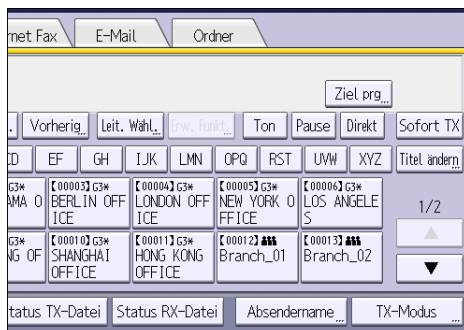 rnet Fax E-Mail Ordner
Ziel prg...
. Vorherig... Leit. Wähl... Erw. Funkt... Ton Pause Direkt Sofort TX
CD EF GH IJK LMN OPQ RST UVW XYZ Titel ändern
G3* 【00003】G3* 【00004】G3* 【00005】G3* 【00006】G3*
AMA O BERLIN OFF LONDON OFF NEW YORK O LOS ANGELE 1/2
ICE ICE FFICE S
G3* 【00010】G3* 【00011】G3* 【00012】 【00013】
NG OF SHANGHAI HONG KONG Branch_01 Branch_02
OFFICE OFFICE
tatus TX-Datei Status RX-Datei Absendername... TX-Modus ...